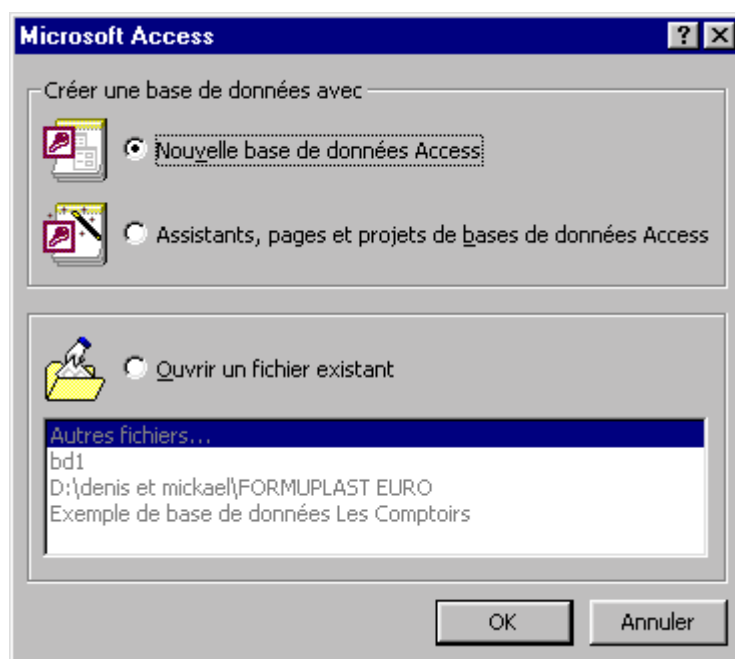 Microsoft Access
Créer une base de données avec
Nouvelle base de données Access
Assistants, pages et projets de bases de données Access
Ouvrir un fichier existant
Autres fichiers...
bd1
D:\denis et mickael\FORMUPLAST EURO
Exemple de base de données Les Comptoirs
OK Annuler